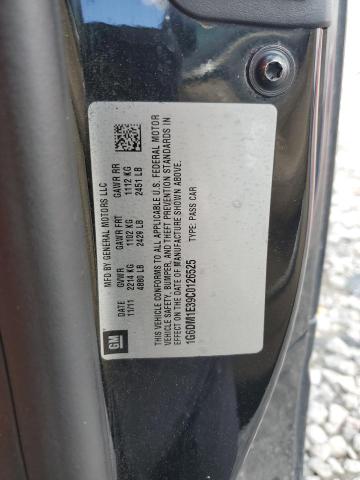 MFD BY GENERAL MOTORS LLC
DATE GVWR GAWR FRT GAWR RR
11/11 2214 KG 1102 KG 1112 KG
4880 LB 2429 LB 2451 LB
THIS VEHICLE CONFORMS TO ALL APPLICABLE U.S. FEDERAL MOTOR
VEHICLE SAFETY, BUMPER, AND THEFT PREVENTION STANDARDS IN
EFFECT ON THE DATE OF MANUFACTURE SHOWN ABOVE.
1G6DM1E39C0126525 TYPE: PASS CAR
GM